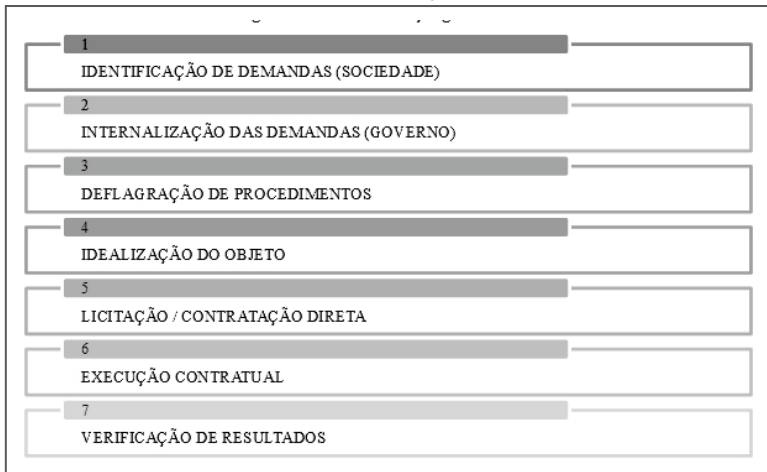 1
IDENTIFICAÇÃO DE DEMANDAS (SOCIEDADE)
2
INTERNALIZAÇÃO DAS DEMANDAS (GOVERNO)
3
DEFLAGRAÇÃO DE PROCEDIMENTOS
4
IDEALIZAÇÃO DO OBJETO
5
LICITAÇÃO / CONTRATAÇÃO DIRETA
6
EXECUÇÃO CONTRATUAL
7
VERIFICAÇÃO DE RESULTADOS